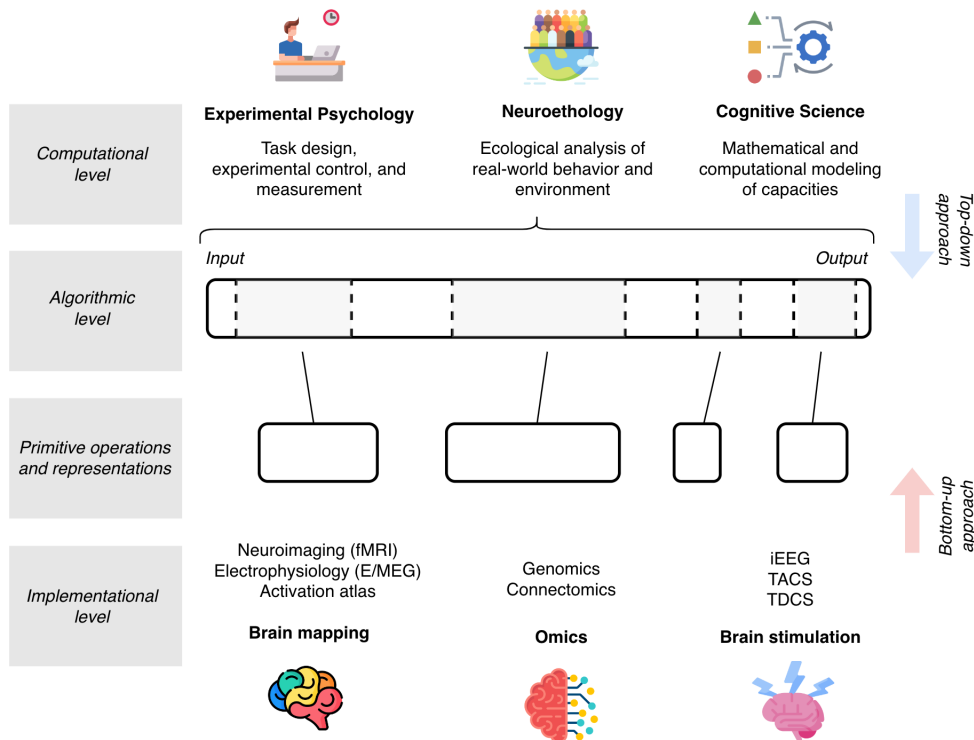 Experimental Psychology
Neuroethology
Cognitive Science
Computational
level
Task design,
experimental control, and
measurement
Ecological analysis of
real-world behavior and
environment
Mathematical and
computational modeling
of capacities
Top-down
approach
Input
Output
Algorithmic
level
Primitive operations
and representations
Bottom-up
approach
Implementational
level
Neuroimaging (fMRI)
Electrophysiology (E/MEG)
Activation atlas
Genomics
Connectomics
iEEG
TACS
TDCS
Brain mapping
Omics
Brain stimulation